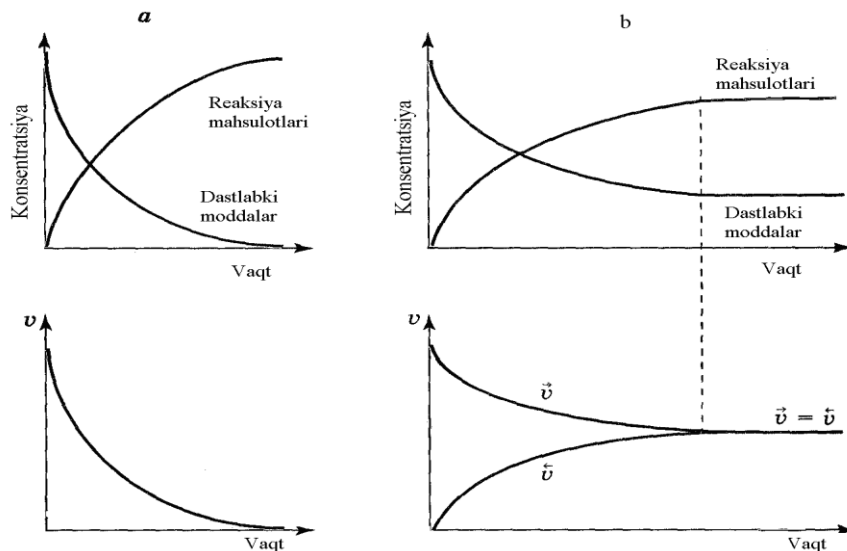 a
Konsentratsiya
Reaksiya
mahsulotlari
Dastlabki
moddalar
Vaqt
b
Konsentratsiya
Reaksiya
mahsulotlari
Dastlabki
moddalar
Vaqt
v
Vaqt
v
v⃗
v⃖
v⃗ = v⃖
Vaqt